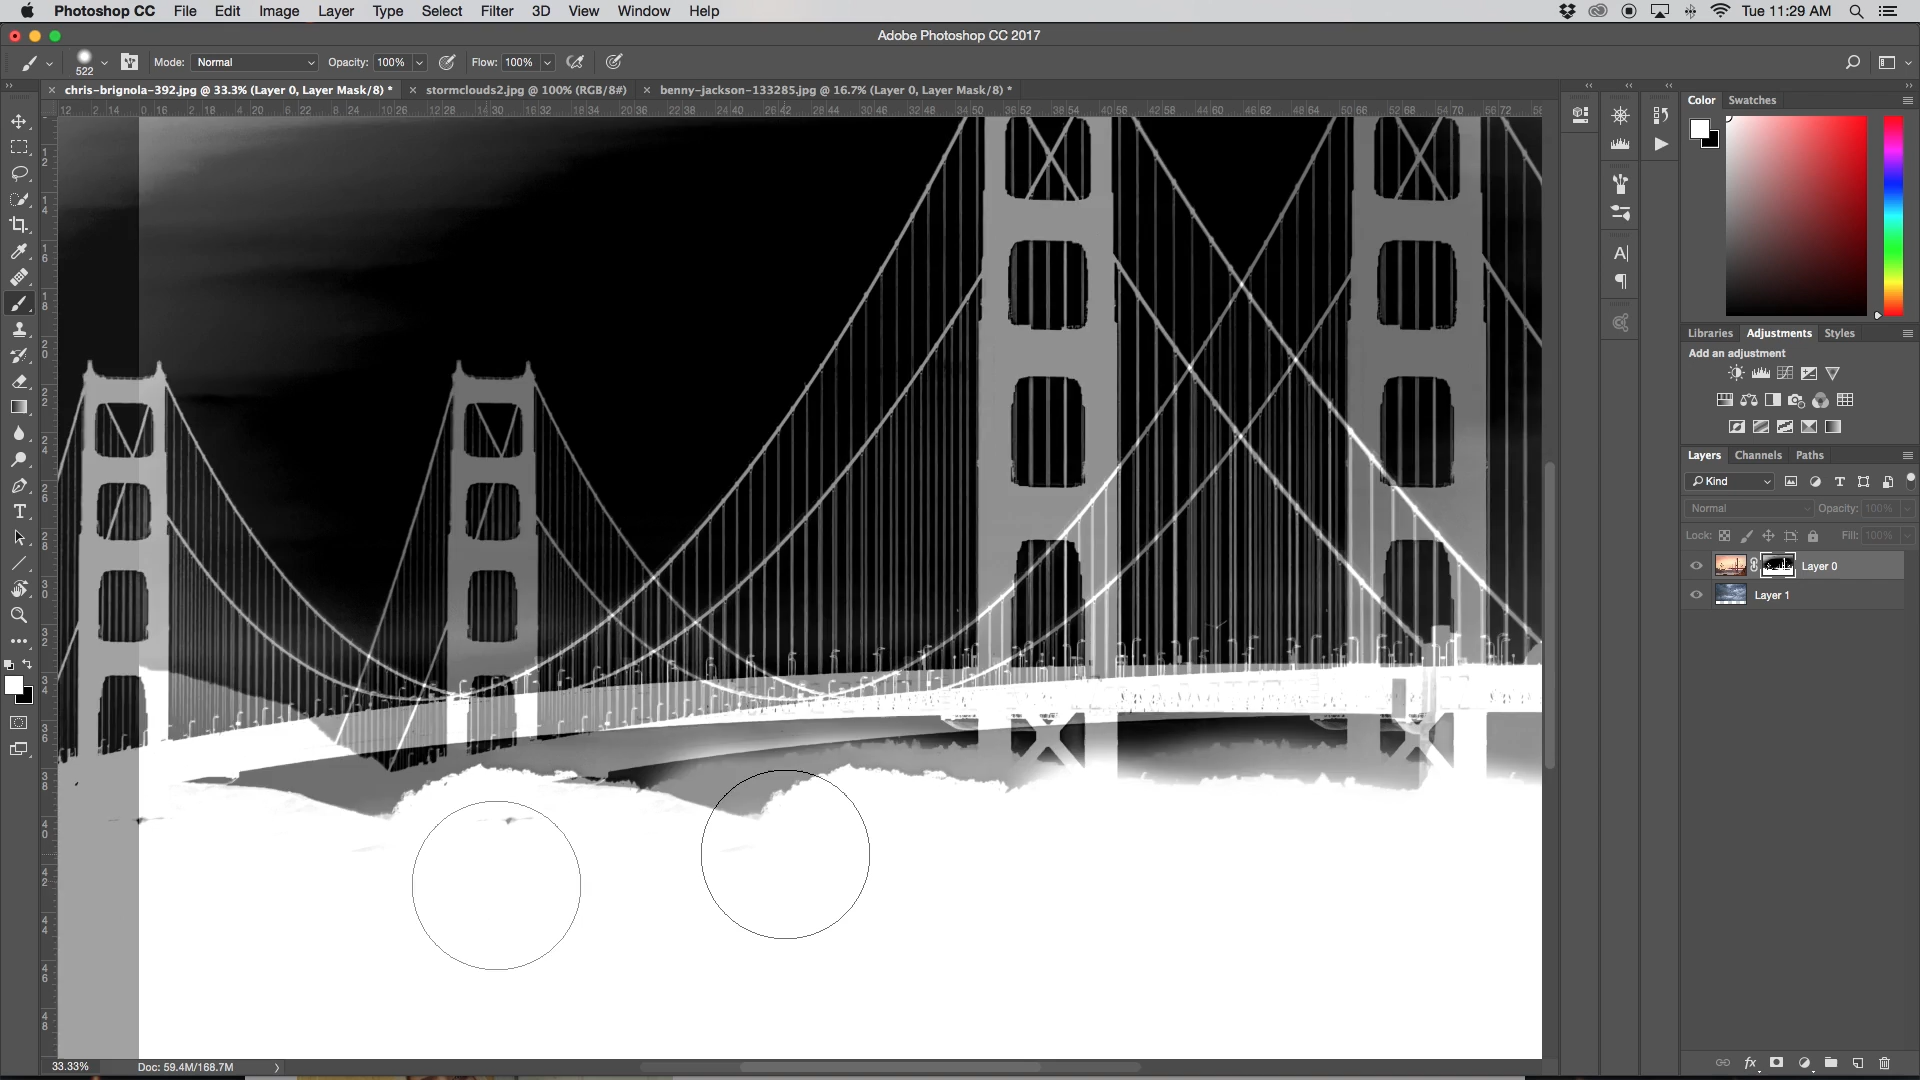 Photoshop CC File Edit Image Layer Type Select Filter 3D View Window Help Tue 11:29 AM
Adobe Photoshop CC 2017
522 Mode: Normal Opacity: 100% Flow: 100%
chris-brignola-392.jpg @ 33.3% (Layer 0, Layer Mask/8) * stormclouds2.jpg @ 100% (RGB/8#) benny-jackson-133285.jpg @ 16.7% (Layer 0, Layer Mask/8) *
Color Swatches
Libraries Adjustments Styles
Add an adjustment
Layers Channels Paths
Kind
Normal Opacity: 100%
Lock: Fill: 100%
Layer 0
Layer 1
33.33% Doc: 59.4M/168.7M